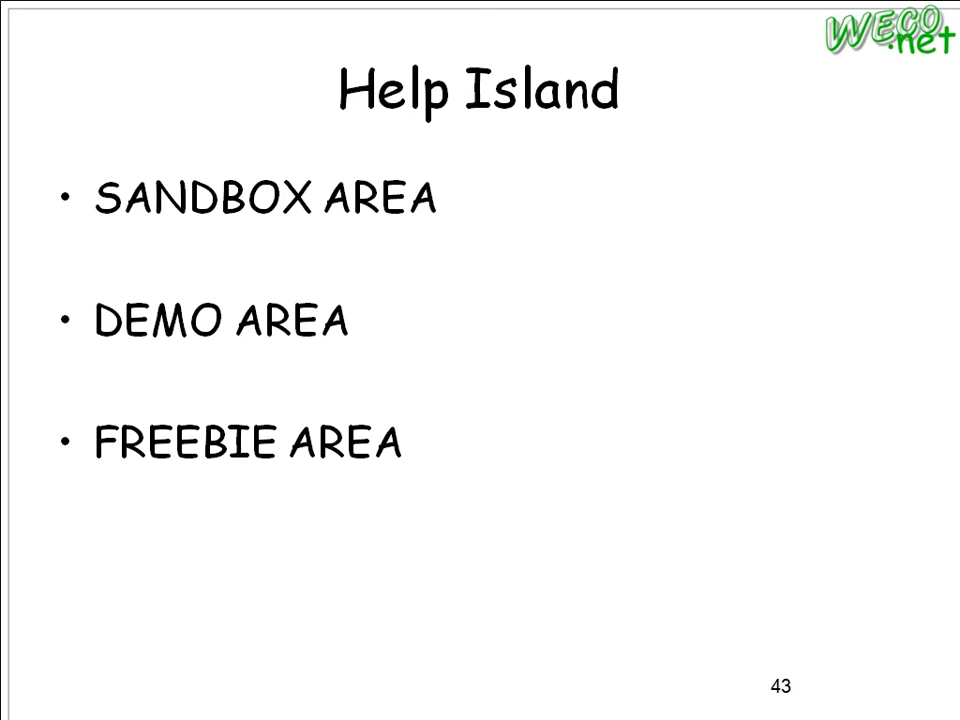 WECO
.net
Help Island
• SANDBOX AREA
• DEMO AREA
• FREEBIE AREA
43